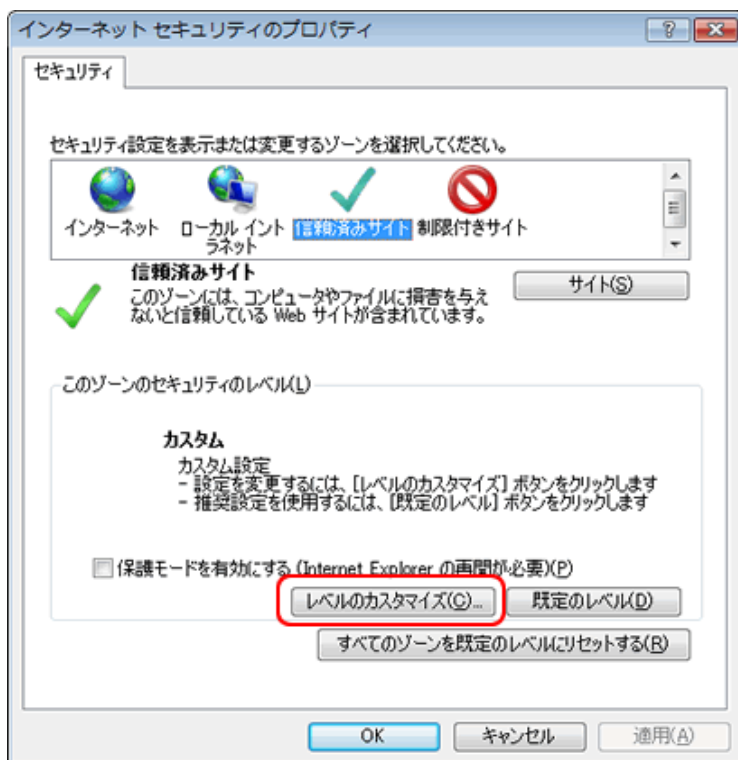 インターネット セキュリティのプロパティ
セキュリティ
セキュリティ設定を表示または変更するゾーンを選択してください。
インターネット
ローカル イント
ラネット
信頼済みサイト
制限付きサイト
信頼済みサイト
このゾーンには、コンピュータやファイルに損害を与え
ないと信頼している Web サイトが含まれています。
サイト(S)
このゾーンのセキュリティのレベル(L)
カスタム
カスタム設定
- 設定を変更するには、[レベルのカスタマイズ] ボタンをクリックします
- 推奨設定を使用するには、[既定のレベル] ボタンをクリックします
保護モードを有効にする (Internet Explorer の再開が必要)(P)
レベルのカスタマイズ(C)...
既定のレベル(D)
すべてのゾーンを既定のレベルにリセットする(R)
OK
キャンセル
適用(A)